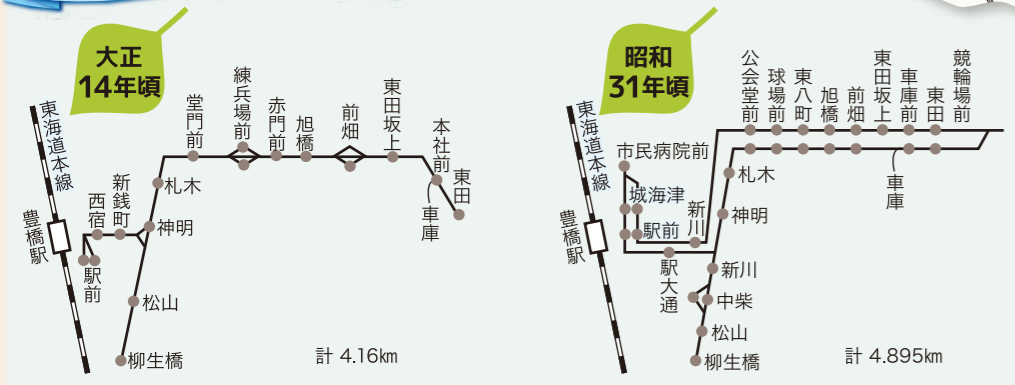 大正
14年頃
東海道本線
豊橋駅
駅前
西宿
新銭町
神明
札木
堂門前
練兵場前
赤門前
旭橋
前畑
東田坂上
本社前
東田
車庫
松山
柳生橋
計 4.16㎞
昭和
31年頃
東海道本線
豊橋駅
市民病院前
城海津
駅前
新川
駅大通
公会堂前
球場前
東八町
旭橋
前畑
東田坂上
車庫前
東田
競輪場前
車庫
札木
神明
新川
中柴
松山
柳生橋
計 4.895㎞